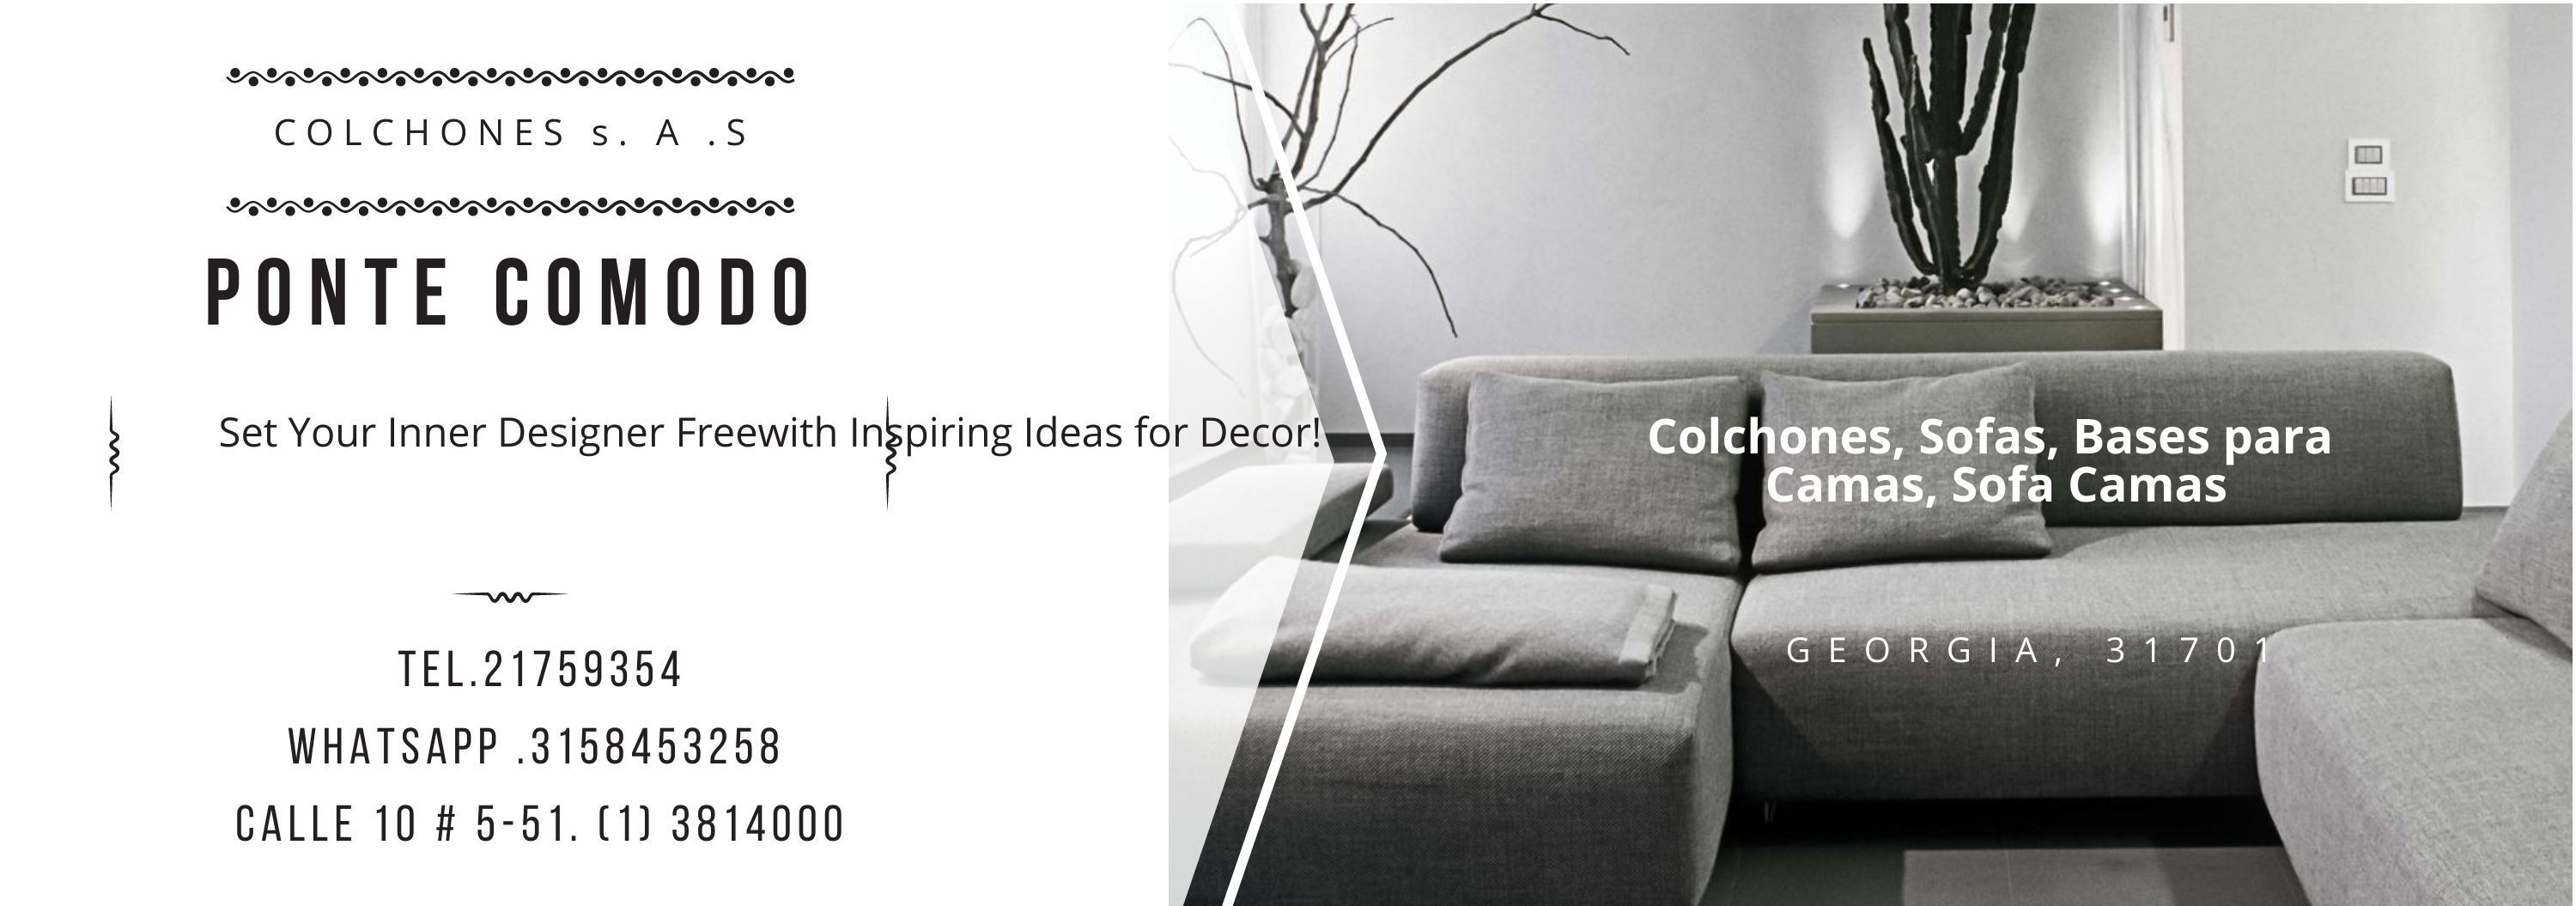 COLCHONES s. A .S
PONTE COMODO
Set Your Inner Designer Freewith Inspiring Ideas for Decor!
TEL.21759354
WHATSAPP .3158453258
CALLE 10 # 5-51. (1) 3814000
Colchones, Sofas, Bases para
Camas, Sofa Camas
GEORGIA, 31701